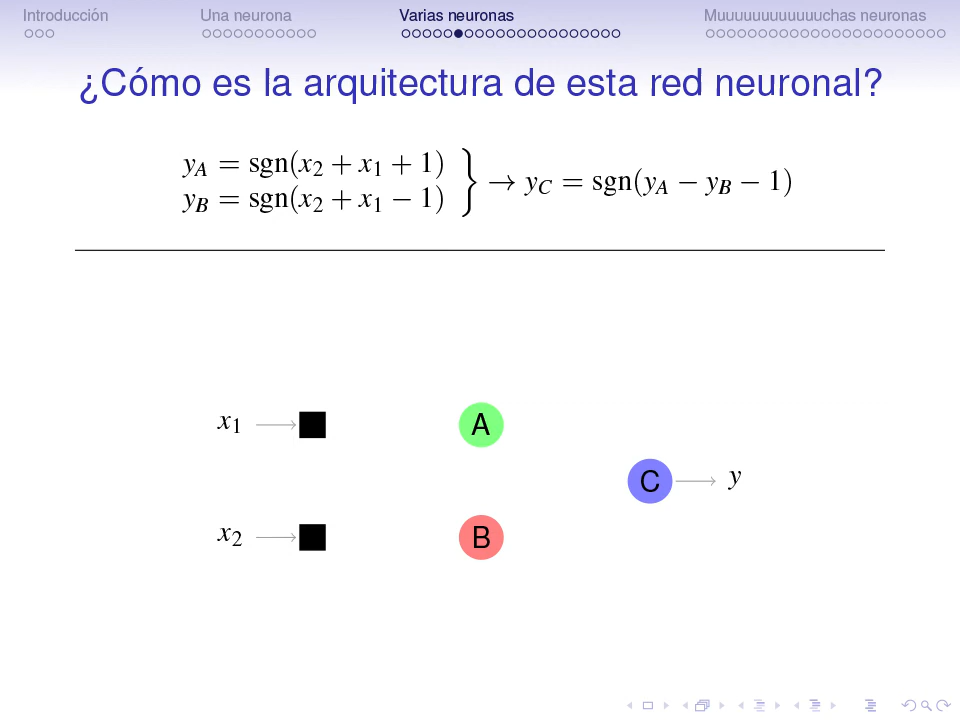 Introducción
Una neurona
Varias neuronas
Muuuuuuuuuuuuchas neuronas
¿Cómo es la arquitectura de esta red neuronal?
y_A = sgn(x_2 + x_1 + 1)
y_B = sgn(x_2 + x_1 − 1)
} → y_C = sgn(y_A − y_B − 1)
x_1
A
C
y
x_2
B